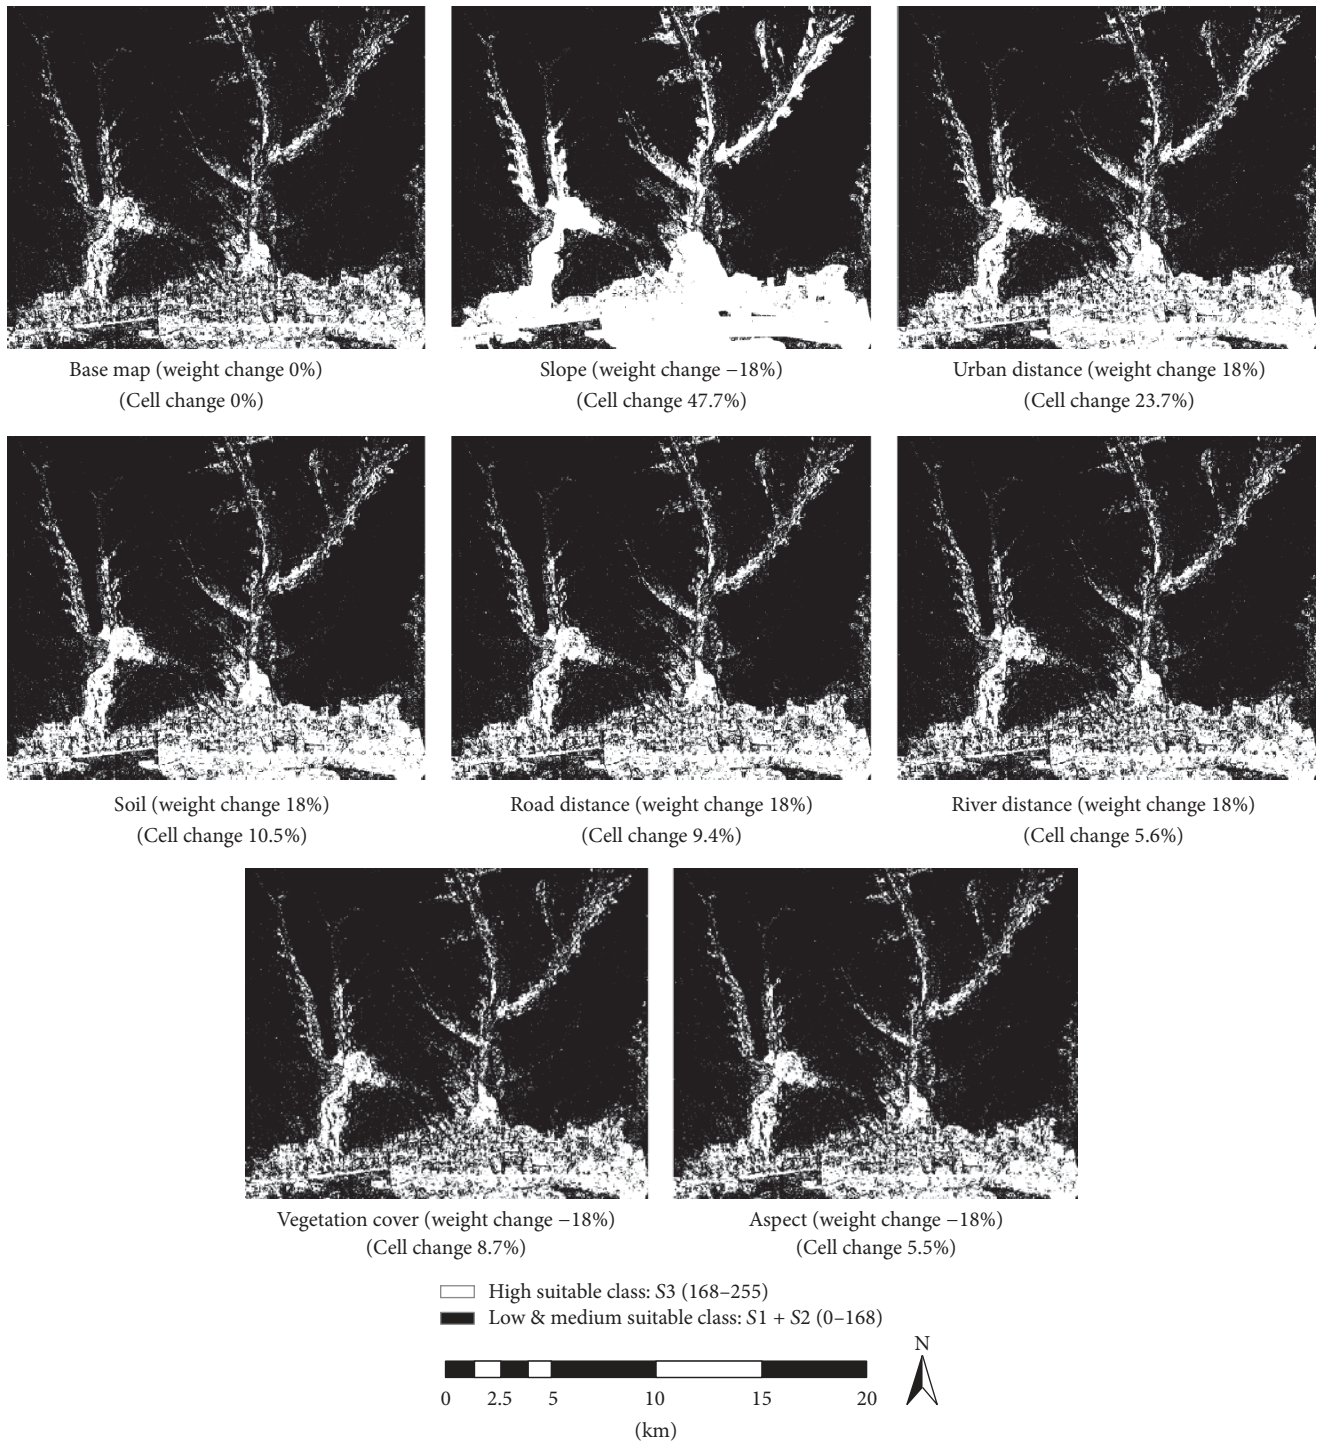 Base map (weight change 0%)
(Cell change 0%)
Slope (weight change −18%)
(Cell change 47.7%)
Urban distance (weight change 18%)
(Cell change 23.7%)
Soil (weight change 18%)
(Cell change 10.5%)
Road distance (weight change 18%)
(Cell change 9.4%)
River distance (weight change 18%)
(Cell change 5.6%)
Vegetation cover (weight change −18%)
(Cell change 8.7%)
Aspect (weight change −18%)
(Cell change 5.5%)
High suitable class: S3 (168–255)
Low & medium suitable class: S1 + S2 (0–168)
N
0 2.5 5 10 15 20
(km)